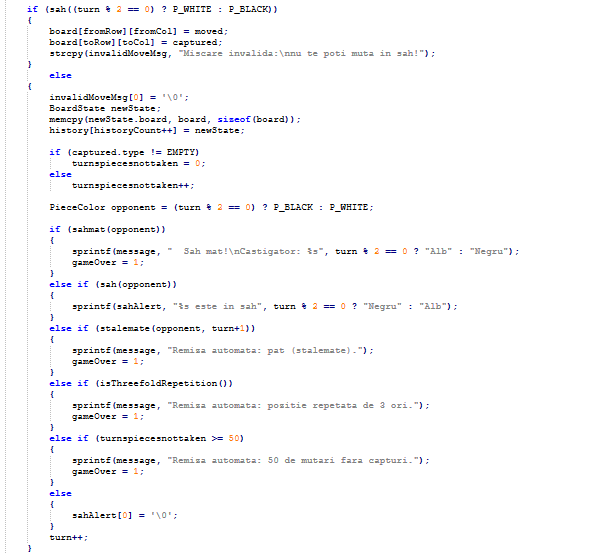 if (sah((turn % 2 == 0) ? P_WHITE : P_BLACK))
{
board[fromRow][fromCol] = moved;
board[toRow][toCol] = captured;
strcpy(invalidMoveMsg, "Miscare invalida:\nnu te poti muta in sah!");
}
else
{
invalidMoveMsg[0] = '\0';
BoardState newState;
memcpy(newState.board, board, sizeof(board));
history[historyCount++] = newState;
if (captured.type != EMPTY)
turnspiecesnottaken = 0;
else
turnspiecesnottaken++;
PieceColor opponent = (turn % 2 == 0) ? P_BLACK : P_WHITE;
if (sahmat(opponent))
{
sprintf(message, "  Sah mat!\nCastigator: %s", turn % 2 == 0 ? "Alb" : "Negru");
gameOver = 1;
}
else if (sah(opponent))
{
sprintf(sahAlert, "%s este in sah", turn % 2 == 0 ? "Negru" : "Alb");
}
else if (stalemate(opponent, turn+1))
{
sprintf(message, "Remiza automata: pat (stalemate).");
gameOver = 1;
}
else if (isThreefoldRepetition())
{
sprintf(message, "Remiza automata: pozitie repetata de 3 ori.");
gameOver = 1;
}
else if (turnspiecesnottaken >= 50)
{
sprintf(message, "Remiza automata: 50 de mutari fara capturi.");
gameOver = 1;
}
else
{
sahAlert[0] = '\0';
}
turn++;
}